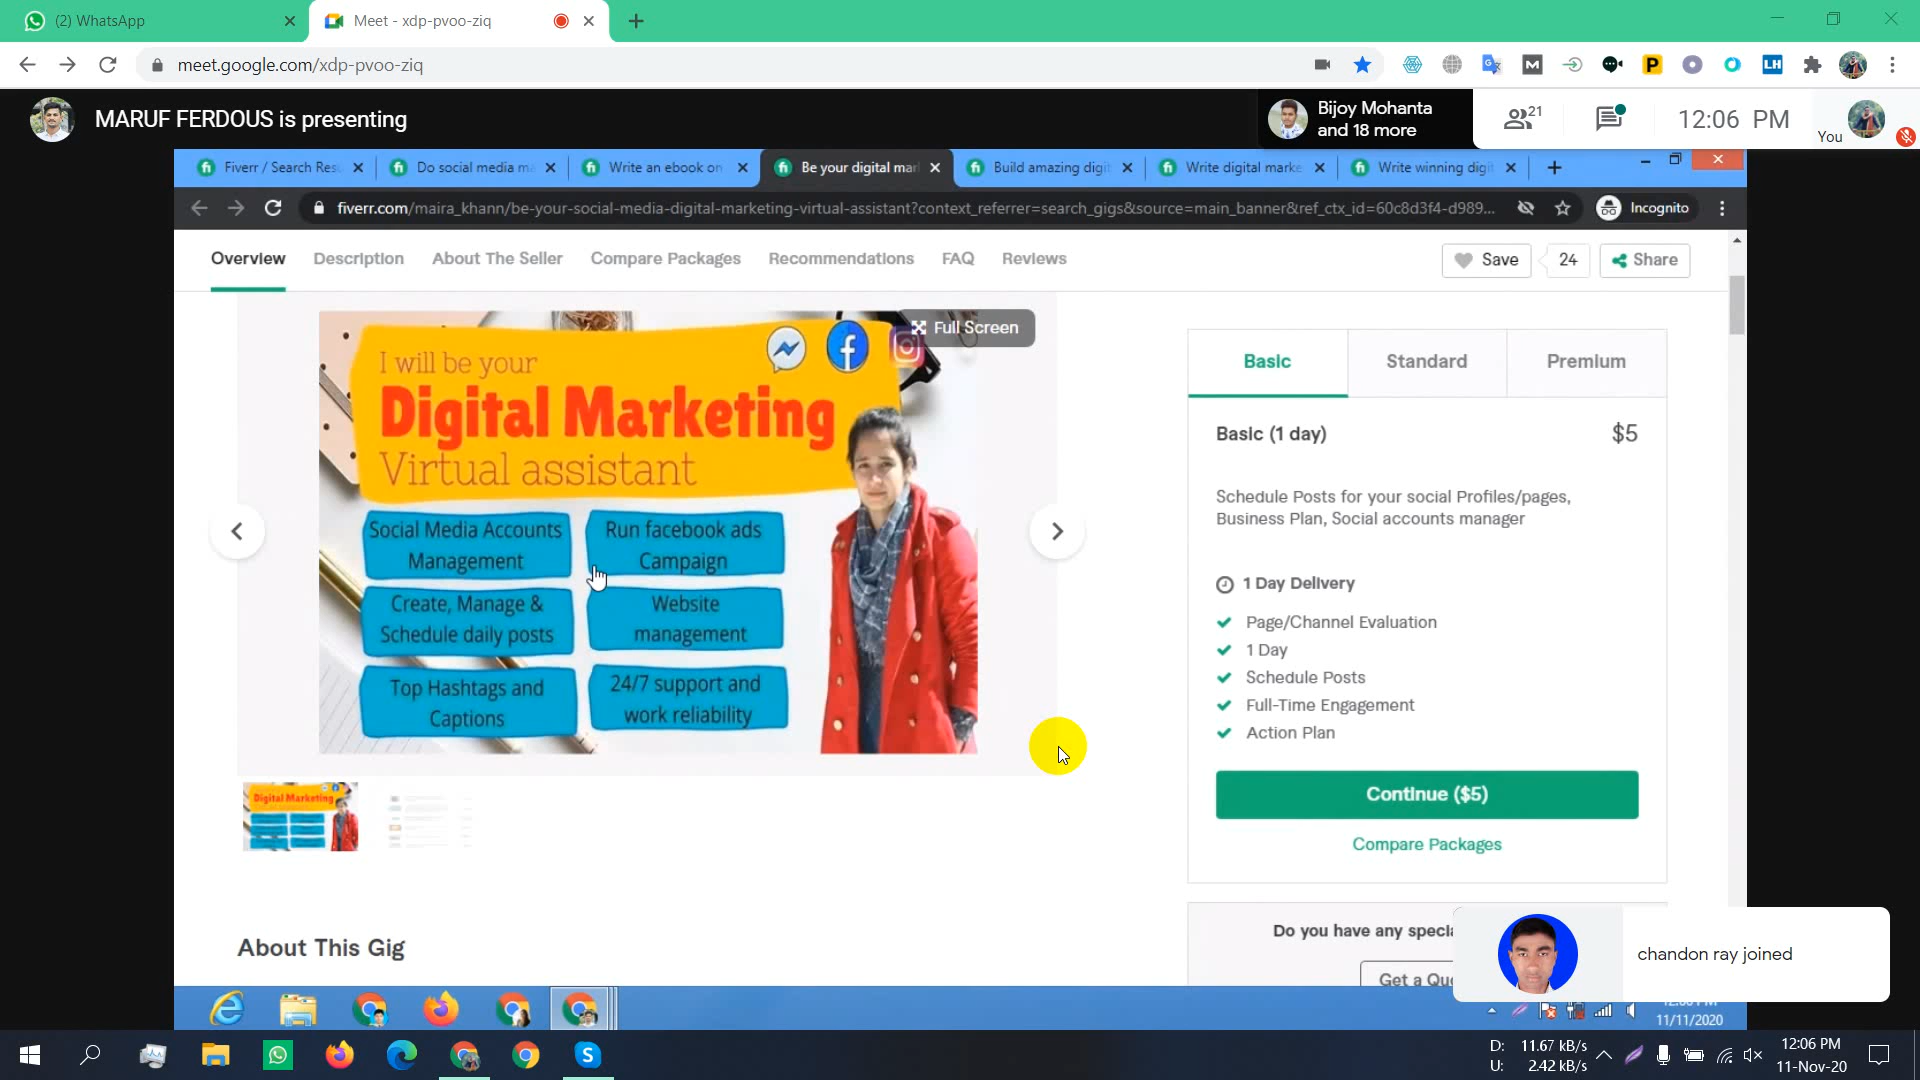 (2) WhatsApp
Meet - xdp-pvoo-ziq
meet.google.com/xdp-pvoo-ziq
MARUF FERDOUS is presenting
Bijoy Mohanta
and 18 more
21
12:06 PM
You
Fiverr / Search Resu
Do social media ma
Write an ebook on
Be your digital mar
Build amazing digit
Write digital marke
Write winning digit
fiverr.com/maira_khann/be-your-social-media-digital-marketing-virtual-assistant?context_referrer=search_gigs&source=main_banner&ref_ctx_id=60c8d3f4-d989...
Incognito
Overview
Description
About The Seller
Compare Packages
Recommendations
FAQ
Reviews
Save
24
Share
Full Screen
I will be your
Digital Marketing
Virtual assistant
Social Media Accounts
Management
Run facebook ads
Campaign
Create, Manage &
Schedule daily posts
Website
management
Top Hashtags and
Captions
24/7 support and
work reliability
Basic
Standard
Premium
Basic (1 day)
$5
Schedule Posts for your social Profiles/pages,
Business Plan, Social accounts manager
1 Day Delivery
Page/Channel Evaluation
1 Day
Schedule Posts
Full-Time Engagement
Action Plan
Continue ($5)
Compare Packages
Digital Marketing
About This Gig
Do you have any specia
Get a Quo
chandon ray joined
11/11/2020
D: 11.67 kB/s
U: 2.42 kB/s
12:06 PM
11-Nov-20